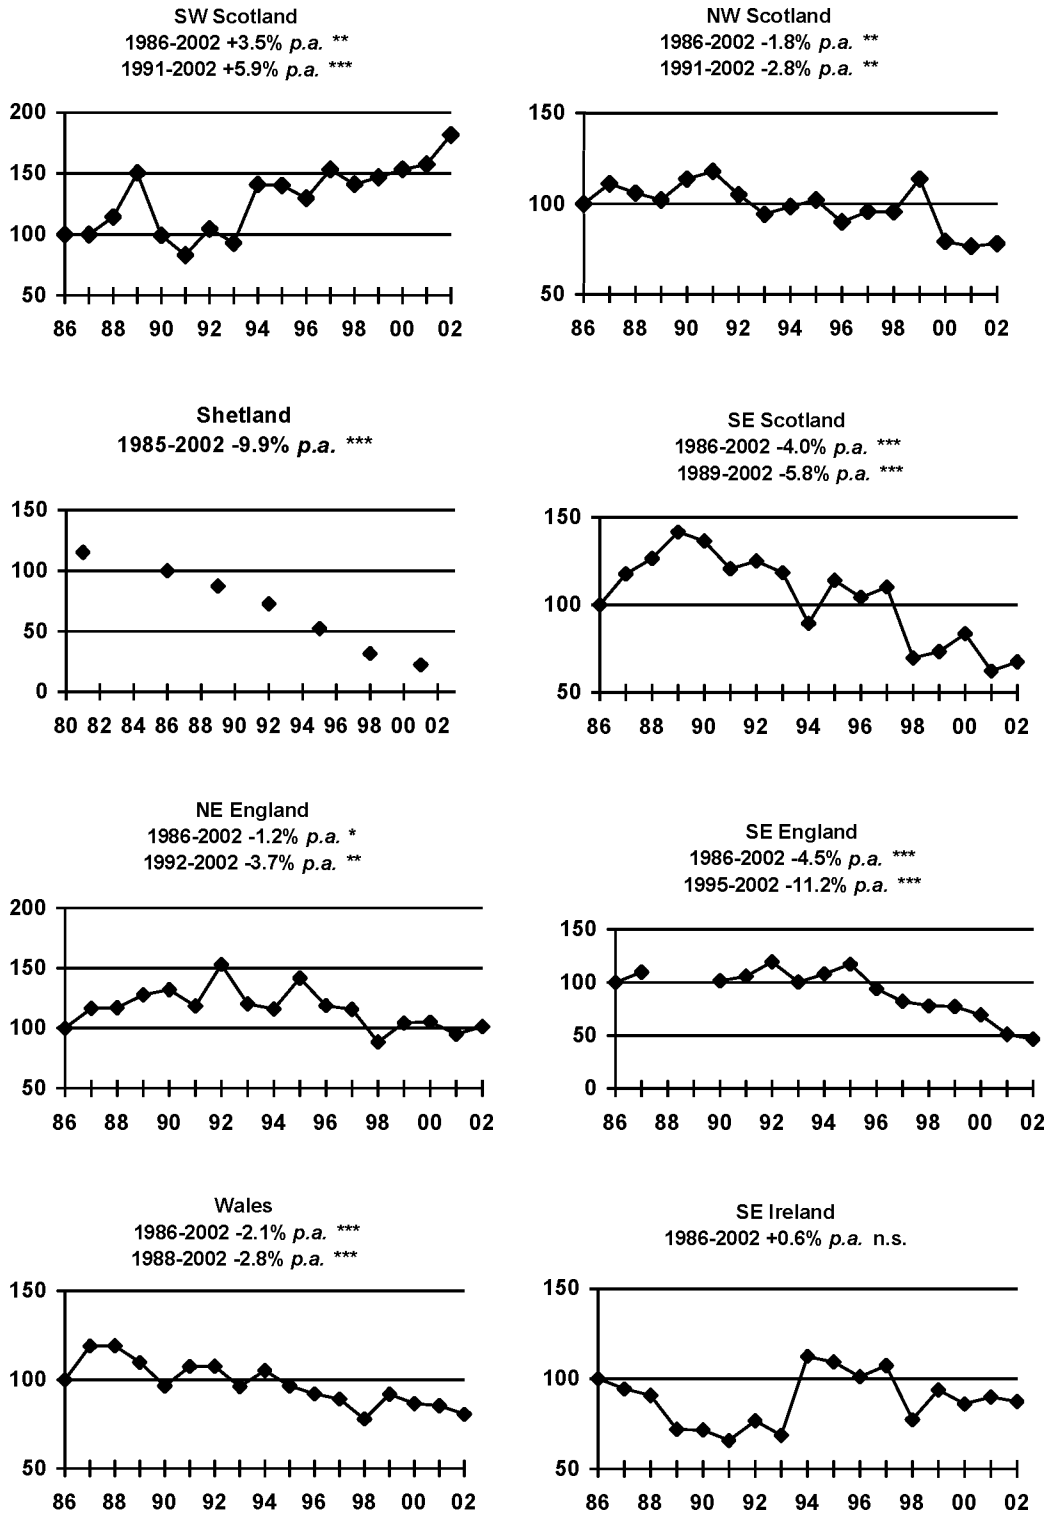 SW Scotland
1986-2002 +3.5% p.a. **
1991-2002 +5.9% p.a. ***
200
150
100
50
86 88 90 92 94 96 98 00 02
NW Scotland
1986-2002 -1.8% p.a. **
1991-2002 -2.8% p.a. **
150
100
50
86 88 90 92 94 96 98 00 02
Shetland
1985-2002 -9.9% p.a. ***
150
100
50
0
80 82 84 86 88 90 92 94 96 98 00 02
SE Scotland
1986-2002 -4.0% p.a. ***
1989-2002 -5.8% p.a. ***
150
100
50
86 88 90 92 94 96 98 00 02
NE England
1986-2002 -1.2% p.a. *
1992-2002 -3.7% p.a. **
200
150
100
50
86 88 90 92 94 96 98 00 02
SE England
1986-2002 -4.5% p.a. ***
1995-2002 -11.2% p.a. ***
150
100
50
0
86 88 90 92 94 96 98 00 02
Wales
1986-2002 -2.1% p.a. ***
1988-2002 -2.8% p.a. ***
150
100
50
86 88 90 92 94 96 98 00 02
SE Ireland
1986-2002 +0.6% p.a. n.s.
150
100
50
86 88 90 92 94 96 98 00 02